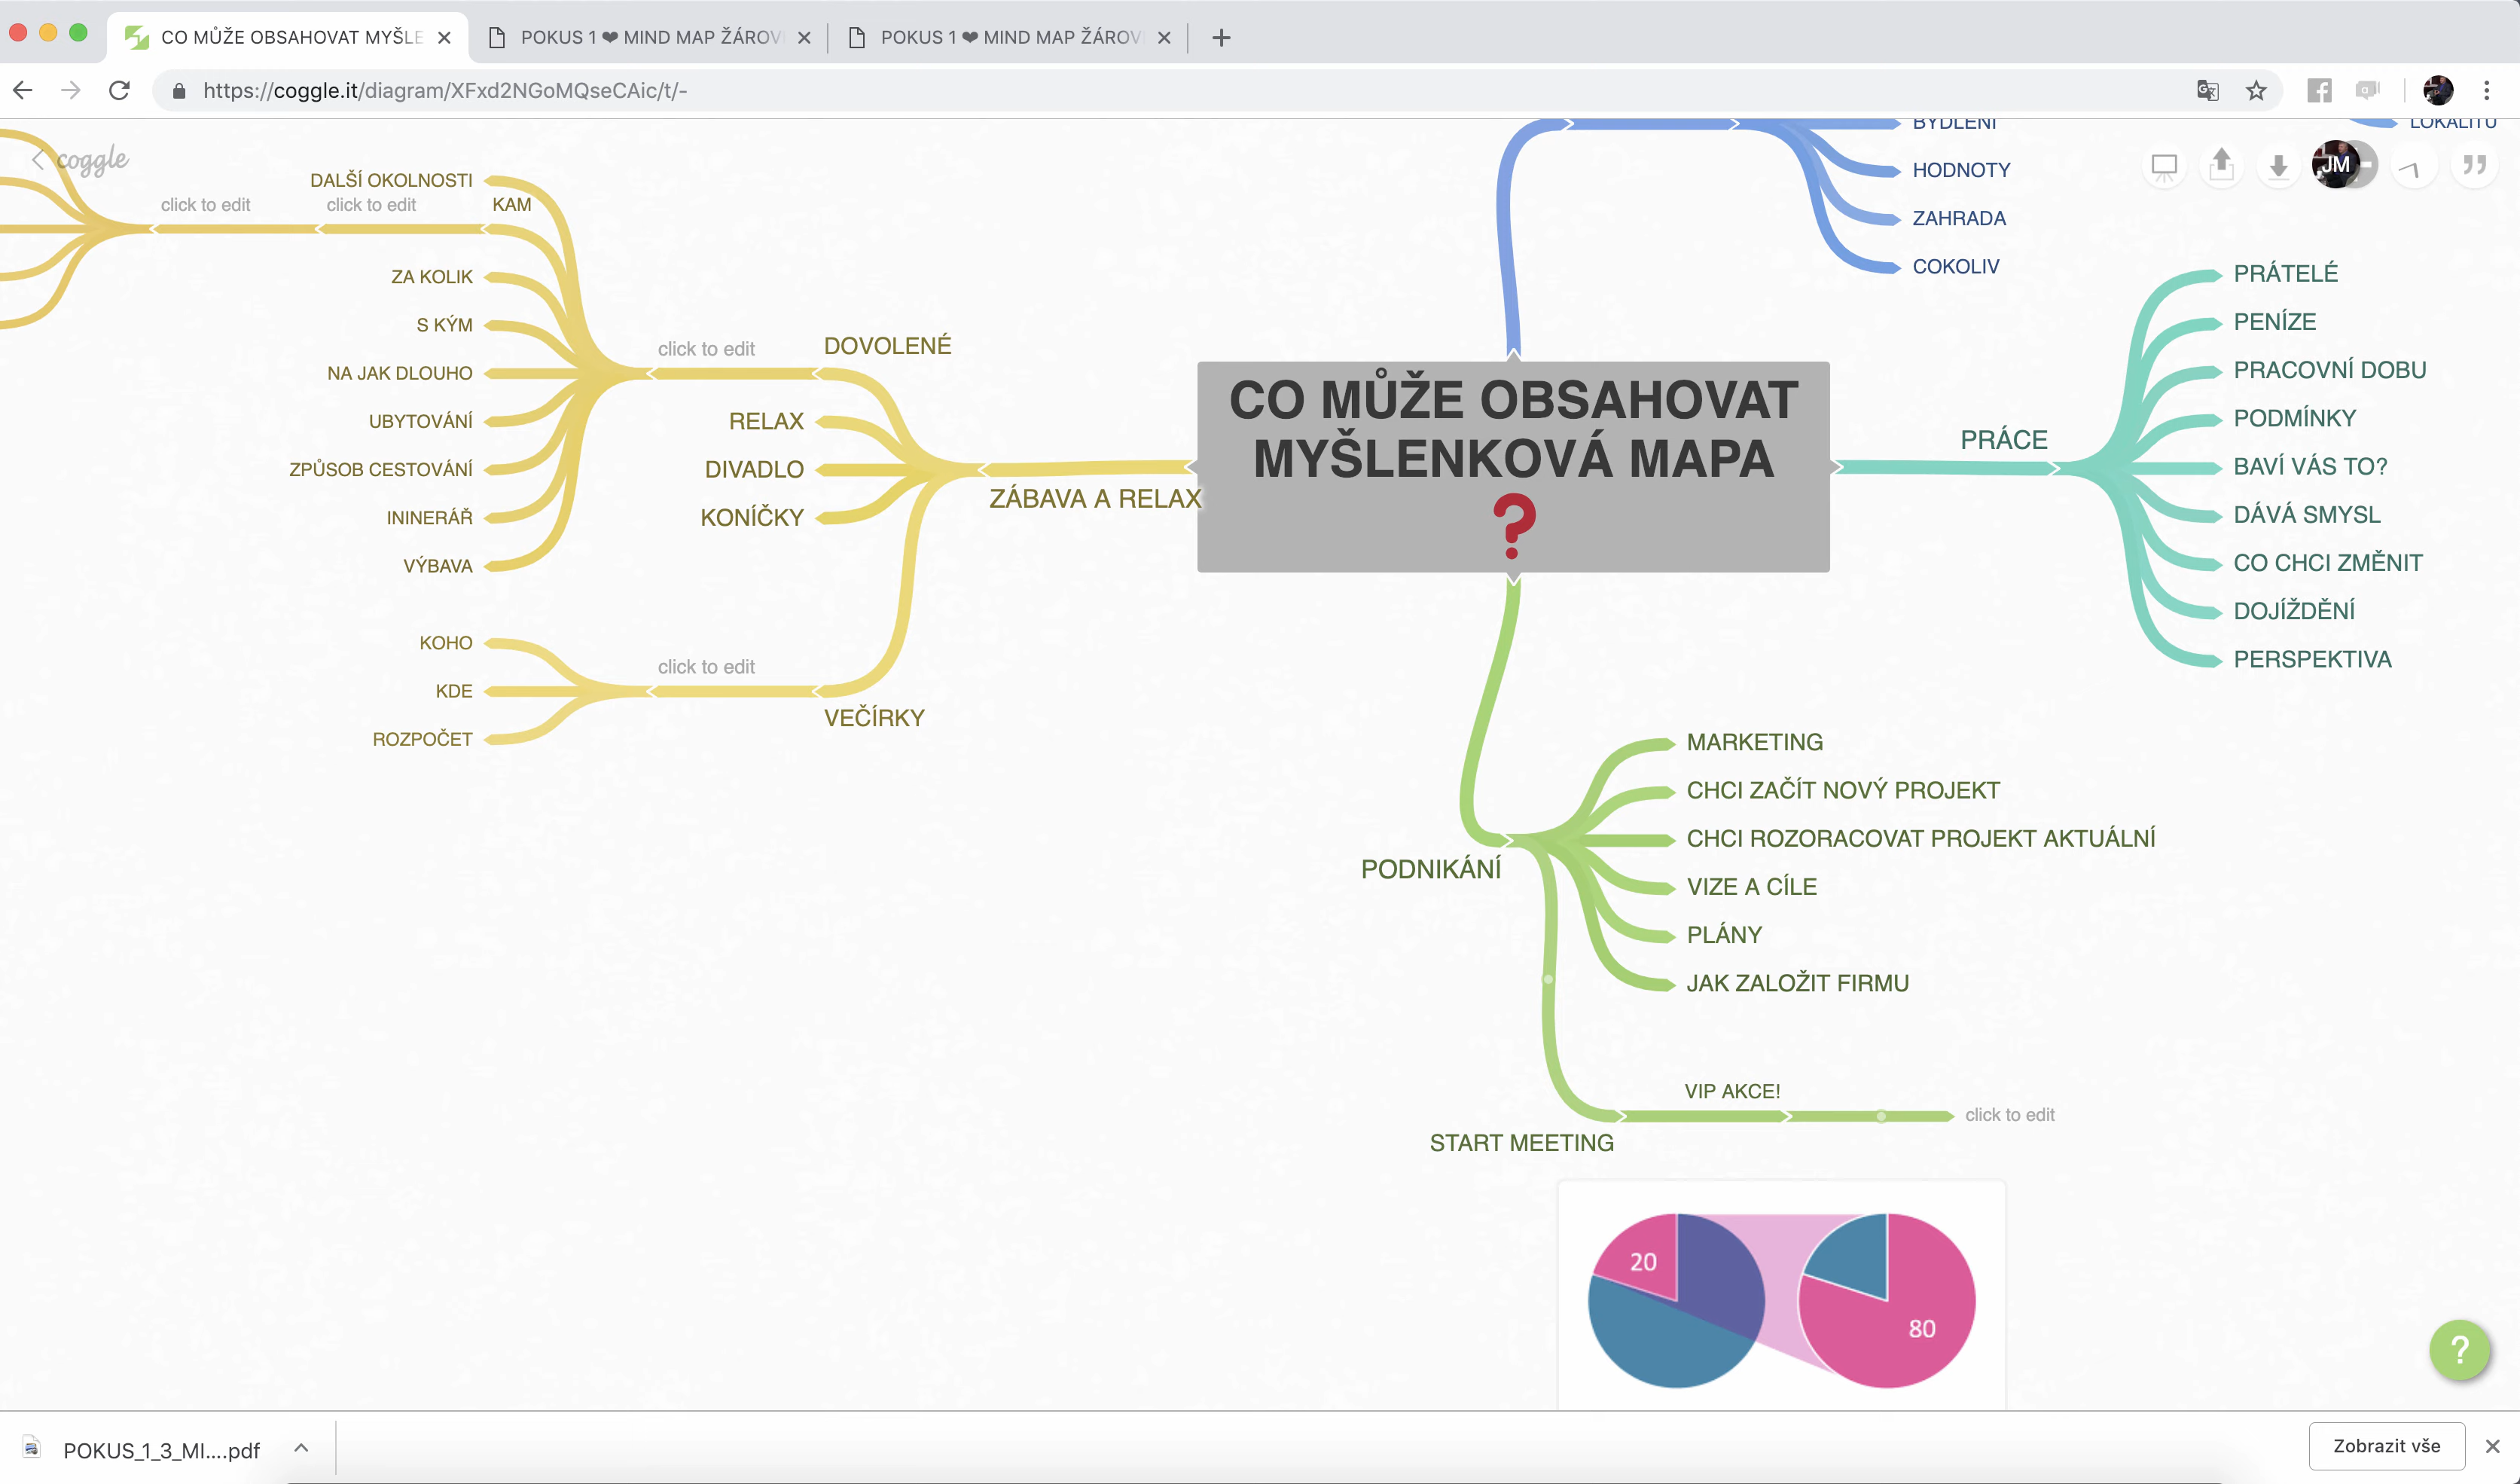 CO MŮŽE OBSAHOVAT MYŠLE
POKUS 1 ❤ MIND MAP ŽÁROV
POKUS 1 ❤ MIND MAP ŽÁROV
https://coggle.it/diagram/XFxd2NGoMQseCAic/t/-
coggle
JM
BYDLENÍ
LOKALITU
HODNOTY
ZAHRADA
COKOLIV
DALŠÍ OKOLNOSTI
click to edit
click to edit
KAM
ZA KOLIK
S KÝM
NA JAK DLOUHO
UBYTOVÁNÍ
ZPŮSOB CESTOVÁNÍ
ININERÁŘ
VÝBAVA
click to edit
DOVOLENÉ
RELAX
DIVADLO
KONÍČKY
ZÁBAVA A RELAX
KOHO
KDE
ROZPOČET
click to edit
VEČÍRKY
CO MŮŽE OBSAHOVAT
MYŠLENKOVÁ MAPA
❓
PRÁCE
PRÁTELÉ
PENÍZE
PRACOVNÍ DOBU
PODMÍNKY
BAVÍ VÁS TO?
DÁVÁ SMYSL
CO CHCI ZMĚNIT
DOJÍŽDĚNÍ
PERSPEKTIVA
PODNIKÁNÍ
MARKETING
CHCI ZAČÍT NOVÝ PROJEKT
CHCI ROZORACOVAT PROJEKT AKTUÁLNÍ
VIZE A CÍLE
PLÁNY
JAK ZALOŽIT FIRMU
VIP AKCE!
click to edit
START MEETING
20
80
?
POKUS_1_3_MI....pdf
Zobrazit vše